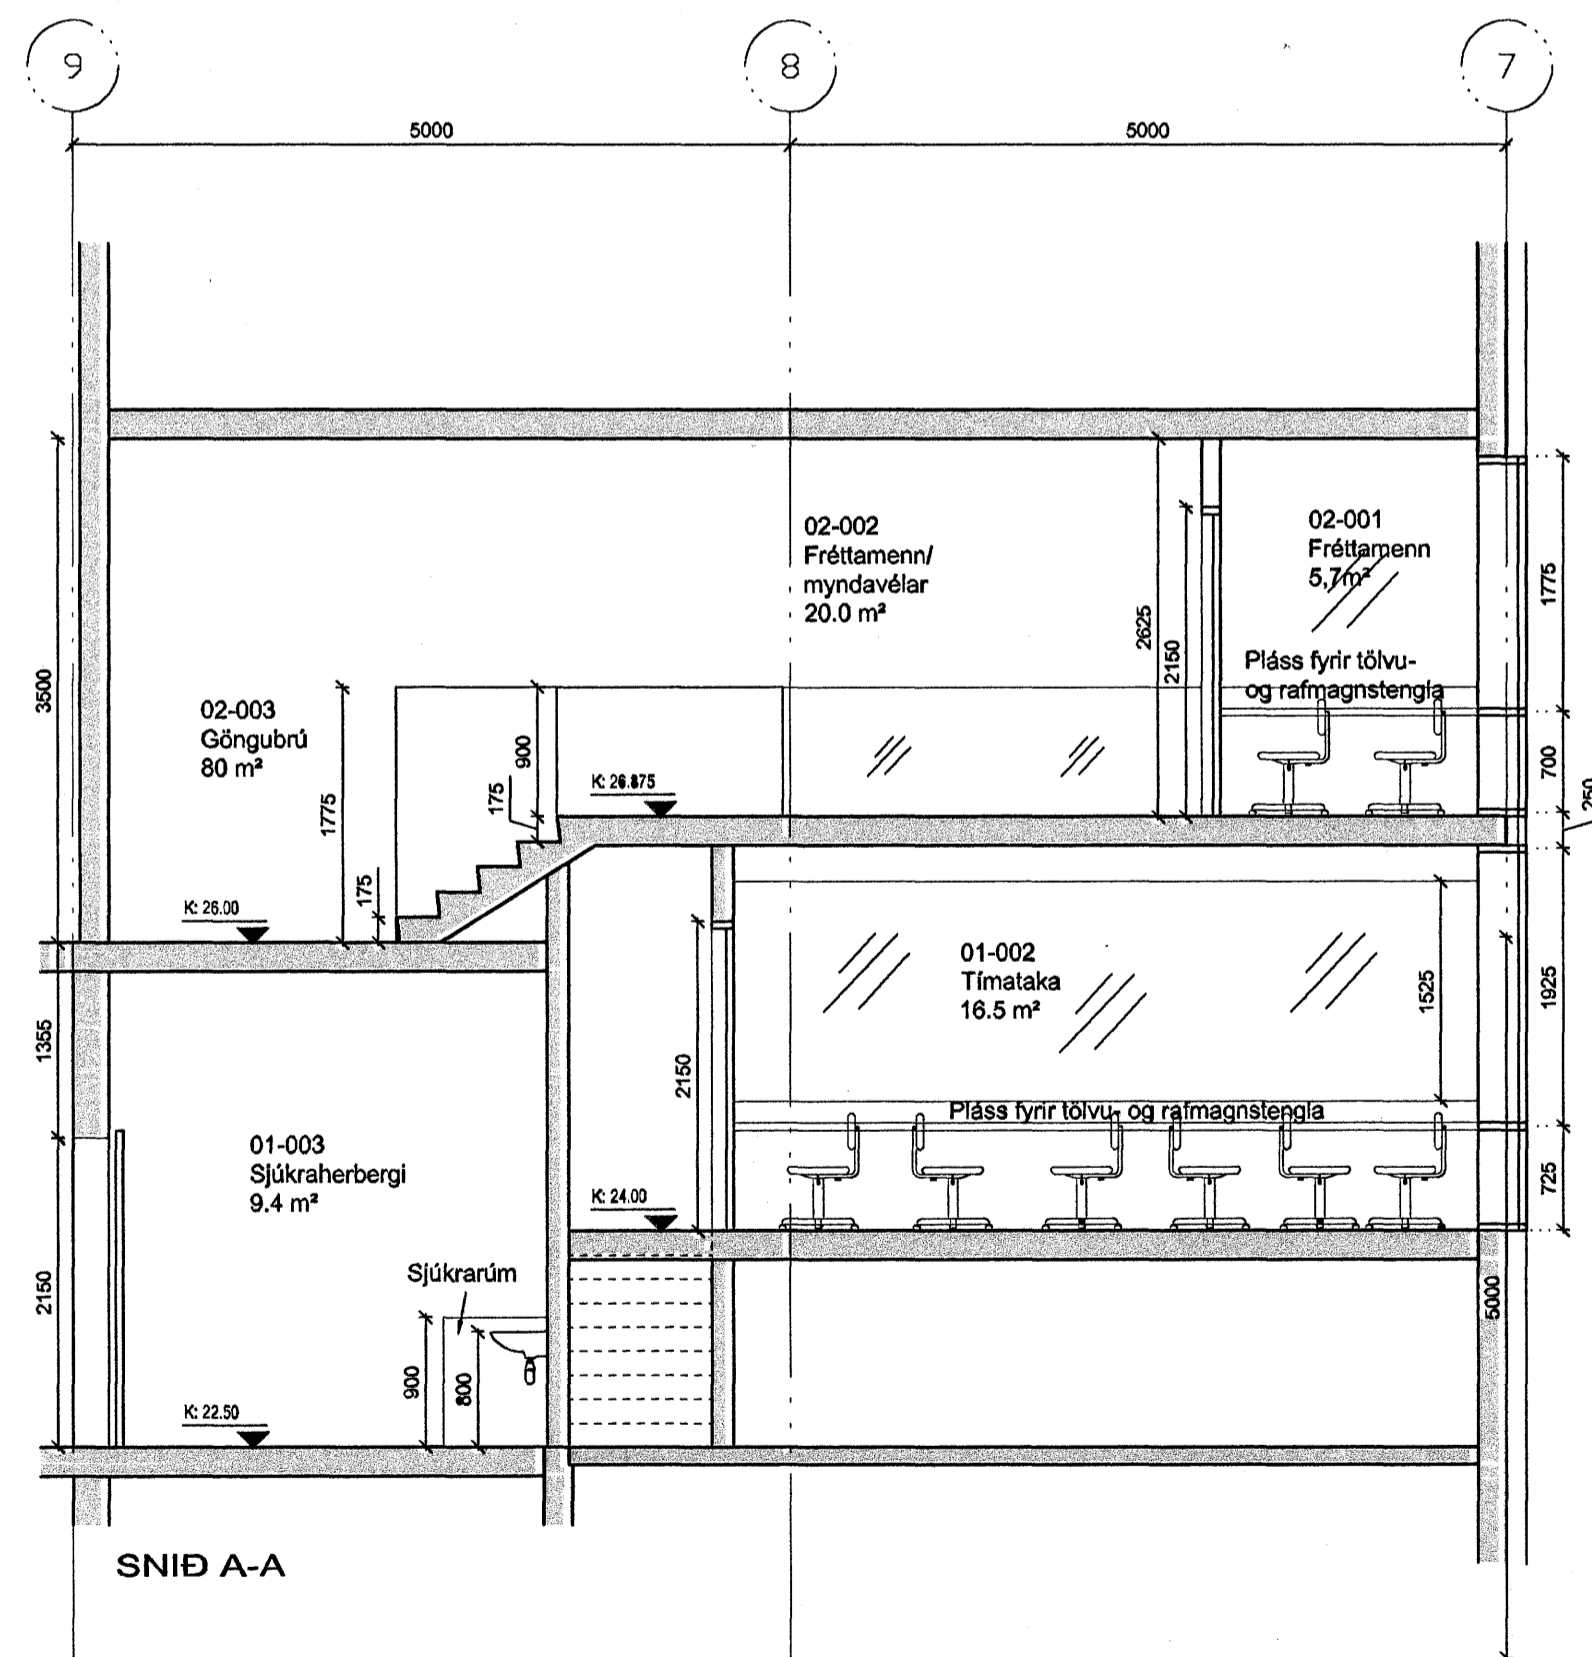 9
8
7
5000
5000
02-002
Fréttamenn/
myndavélar
20.0 m²
02-001
Fréttamenn
5,7m²
Pláss fyrir tölvu-
og rafmagnstengla
2625
2150
1775
700
250
3500
02-003
Göngubrú
80 m²
1775
900
175
175
K: 26.875
K: 26.00
01-002
Tímataka
16.5 m²
1525
1925
Pláss fyrir tölvu- og rafmagnstengla
1355
2150
725
01-003
Sjúkraherbergi
9.4 m²
K: 24.00
Sjúkrarúm
2150
900
800
5000
K: 22.50
SNIÐ A-A